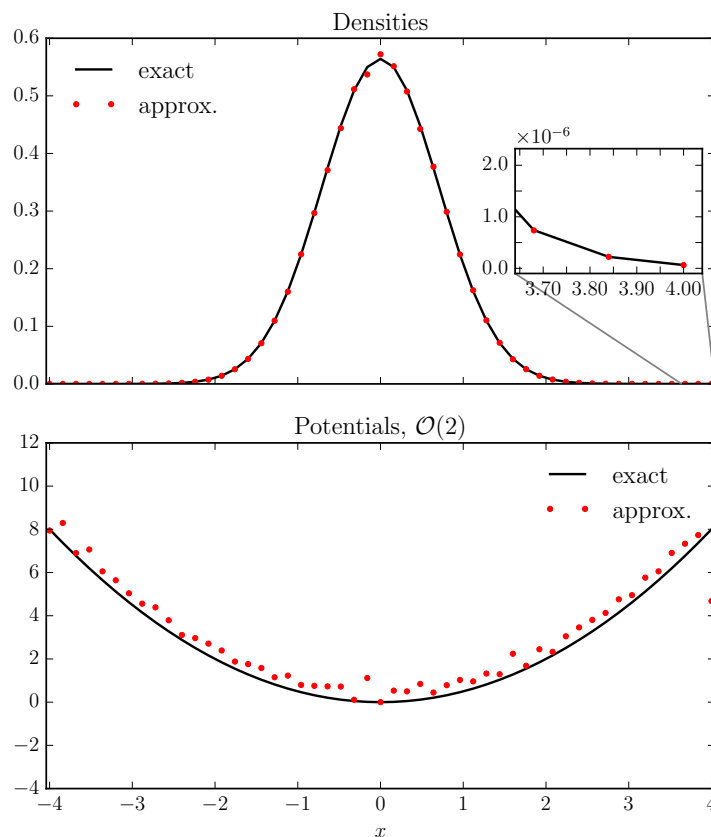 Densities
0.6
0.5
0.4
0.3
0.2
0.1
0.0
exact
approx.
×10⁻⁶
2.0
1.0
0.0
3.70 3.80 3.90 4.00
Potentials, 𝒪(2)
12
10
8
6
4
2
0
−2
−4
exact
approx.
−4 −3 −2 −1 0 1 2 3 4
x